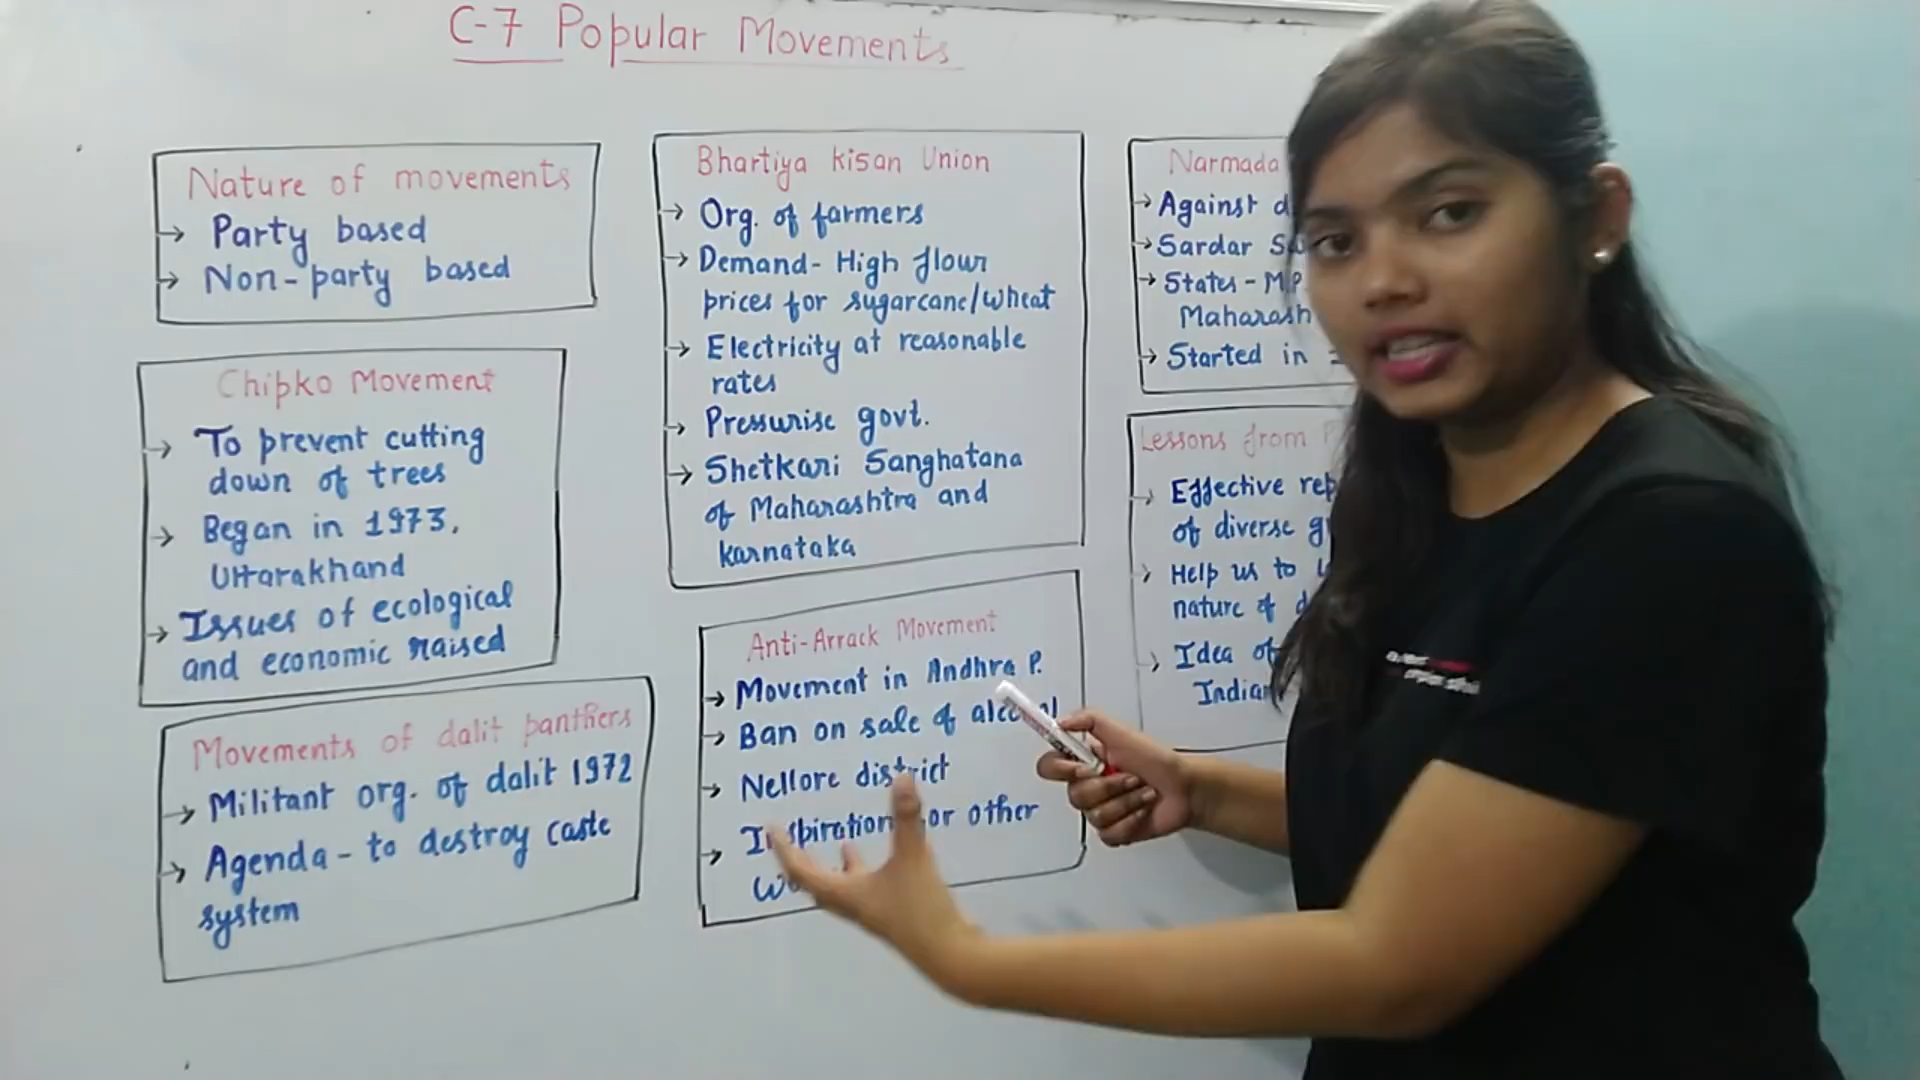 C-7 Popular Movements
Nature of movements
→ Party based
→ Non-party based
Chipko Movement
→ To prevent cutting
down of trees
→ Began in 1973,
Uttarakhand
→ Issues of ecological
and economic raised
Movements of dalit panthers
→ Militant org. of dalit 1972
→ Agenda - to destroy caste
system
Bhartiya kisan Union
→ Org. of farmers
→ Demand - High flour
prices for sugarcane/wheat
→ Electricity at reasonable
rates
→ Pressurise govt.
→ Shetkari Sanghatana
of Maharashtra and
karnataka
Anti-Arrack Movement
→ Movement in Andhra P.
→ Ban on sale of
→ Nellore district
→ other
Narmada
→ Against
→ Sardar
→ States - MP
Maharash
→ Started in
Lessons from
→ Effective
of diverse
→ Help us to
nature of
→ Idea of
Indian